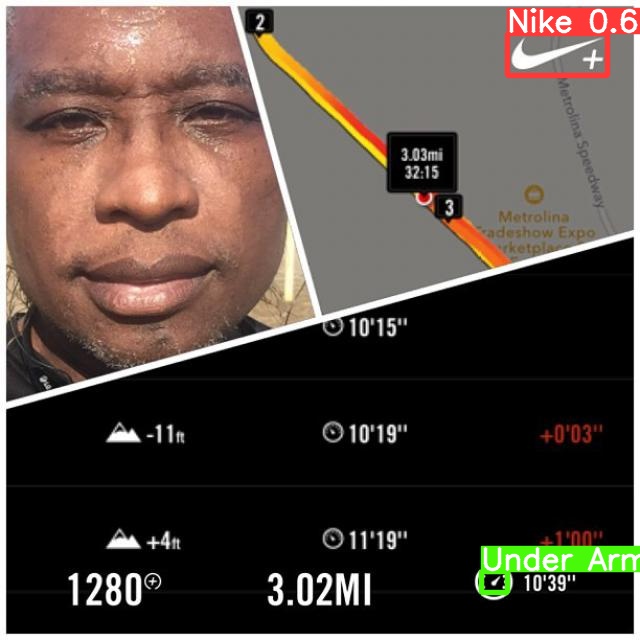 Nike 0.6
2
3.03mi
32:15
3
Metrolina Speedway
Metrolina
Tradeshow Expo
10'15"
-11ft
10'19"
+0'03"
+4ft
11'19"
+1'00"
Under Arm
1280
3.02MI
10'39"